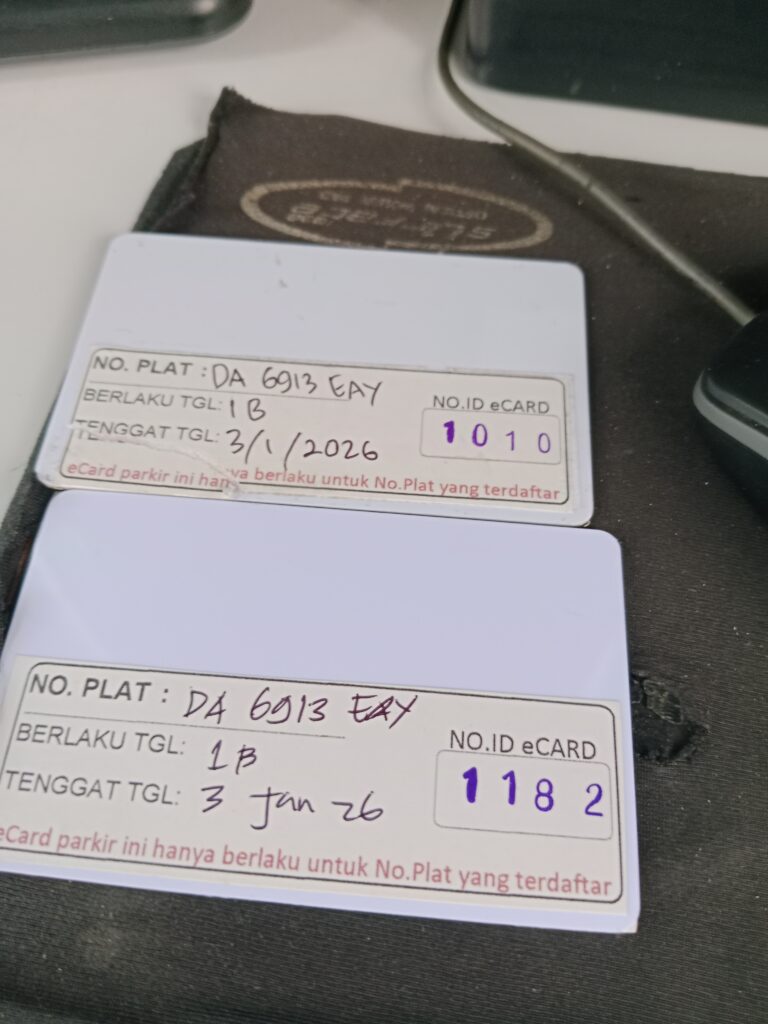 NO. PLAT : DA 6913 EAY
BERLAKU TGL: 1 B
TENGGAT TGL: 3/1/2026
NO.ID eCARD
1010
eCard parkir ini hanya berlaku untuk No.Plat yang terdaftar
NO. PLAT : DA 6913 EAY
BERLAKU TGL: 1 B
TENGGAT TGL: 3 Jan 26
NO.ID eCARD
1182
eCard parkir ini hanya berlaku untuk No.Plat yang terdaftar